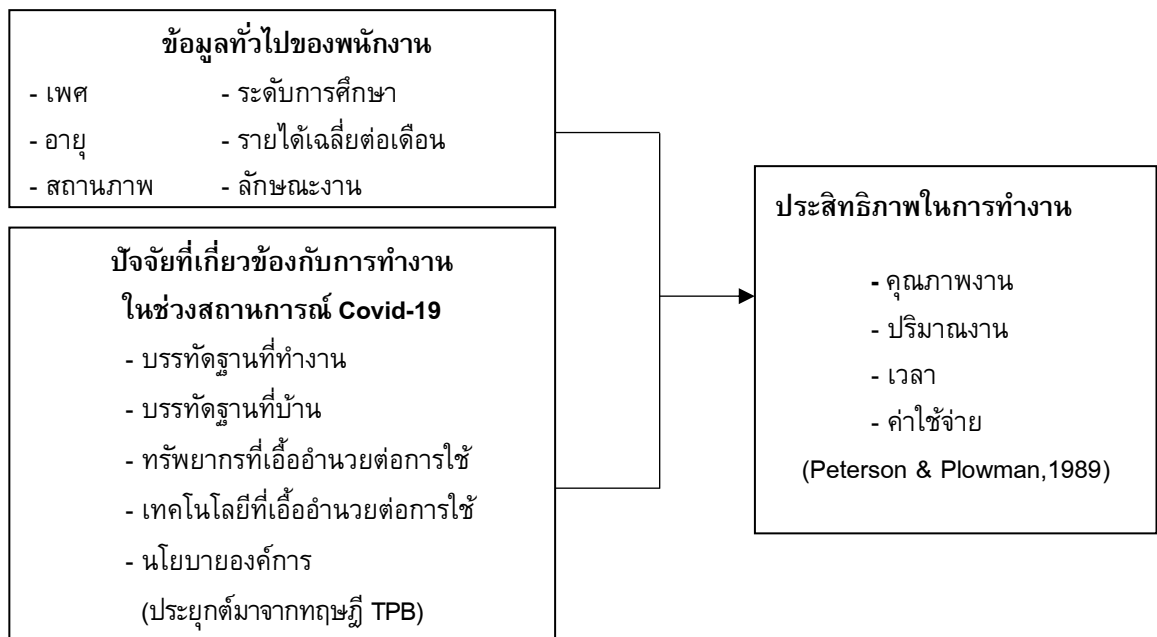 ข้อมูลทั่วไปของพนักงาน
- เพศ - ระดับการศึกษา
- อายุ - รายได้เฉลี่ยต่อเดือน
- สถานภาพ - ลักษณะงาน
ปัจจัยที่เกี่ยวข้องกับการทำงาน
ในช่วงสถานการณ์ Covid-19
- บรรทัดฐานที่ทำงาน
- บรรทัดฐานที่บ้าน
- ทรัพยากรที่เอื้ออำนวยต่อการใช้
- เทคโนโลยีที่เอื้ออำนวยต่อการใช้
- นโยบายองค์การ
(ประยุกต์มาจากทฤษฎี TPB)
ประสิทธิภาพในการทำงาน
- คุณภาพงาน
- ปริมาณงาน
- เวลา
- ค่าใช้จ่าย
(Peterson & Plowman,1989)